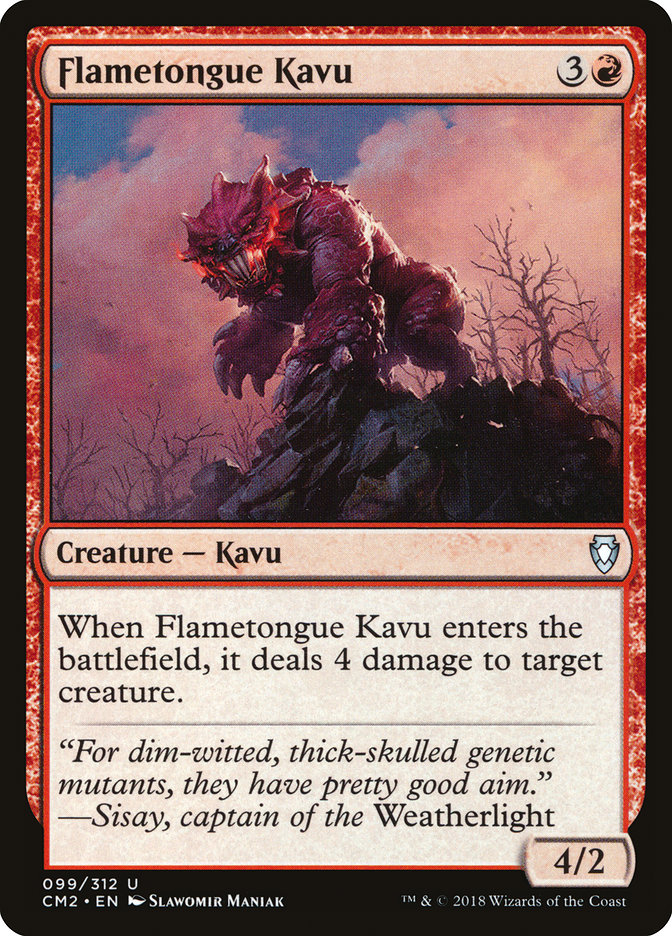 Flametongue Kavu 3
Creature — Kavu
When Flametongue Kavu enters the
battlefield, it deals 4 damage to target
creature.
“For dim-witted, thick-skulled genetic
mutants, they have pretty good aim.”
—Sisay, captain of the Weatherlight
4/2
099/312 U
CM2 • EN Slawomir Maniak
™ & © 2018 Wizards of the Coast